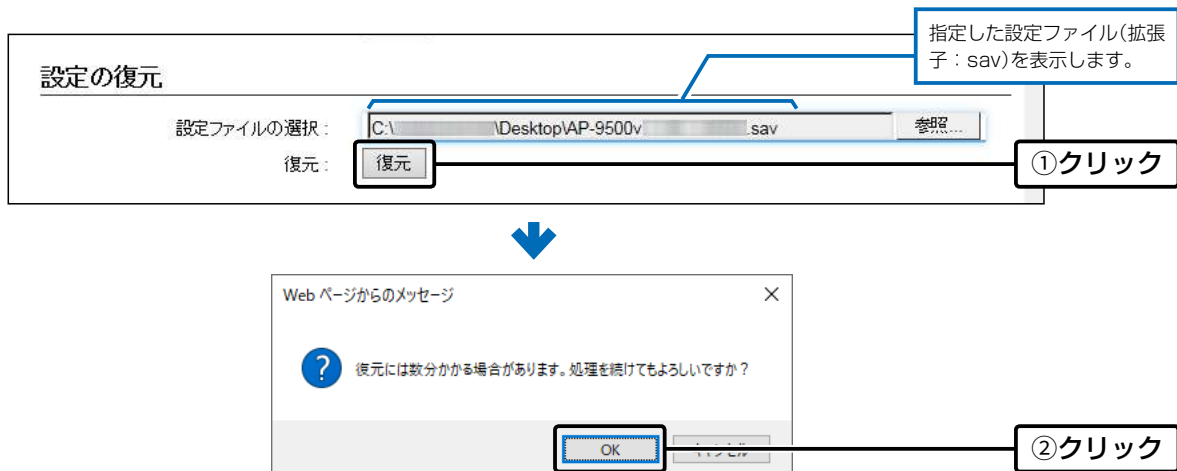 指定した設定ファイル(拡張
子：sav)を表示します。
設定の復元
設定ファイルの選択：
C:\ \Desktop\AP-9500v .sav
参照...
復元：
復元
①クリック
Web ページからのメッセージ
?
復元には数分かかる場合があります。処理を続けてもよろしいですか？
OK
②クリック